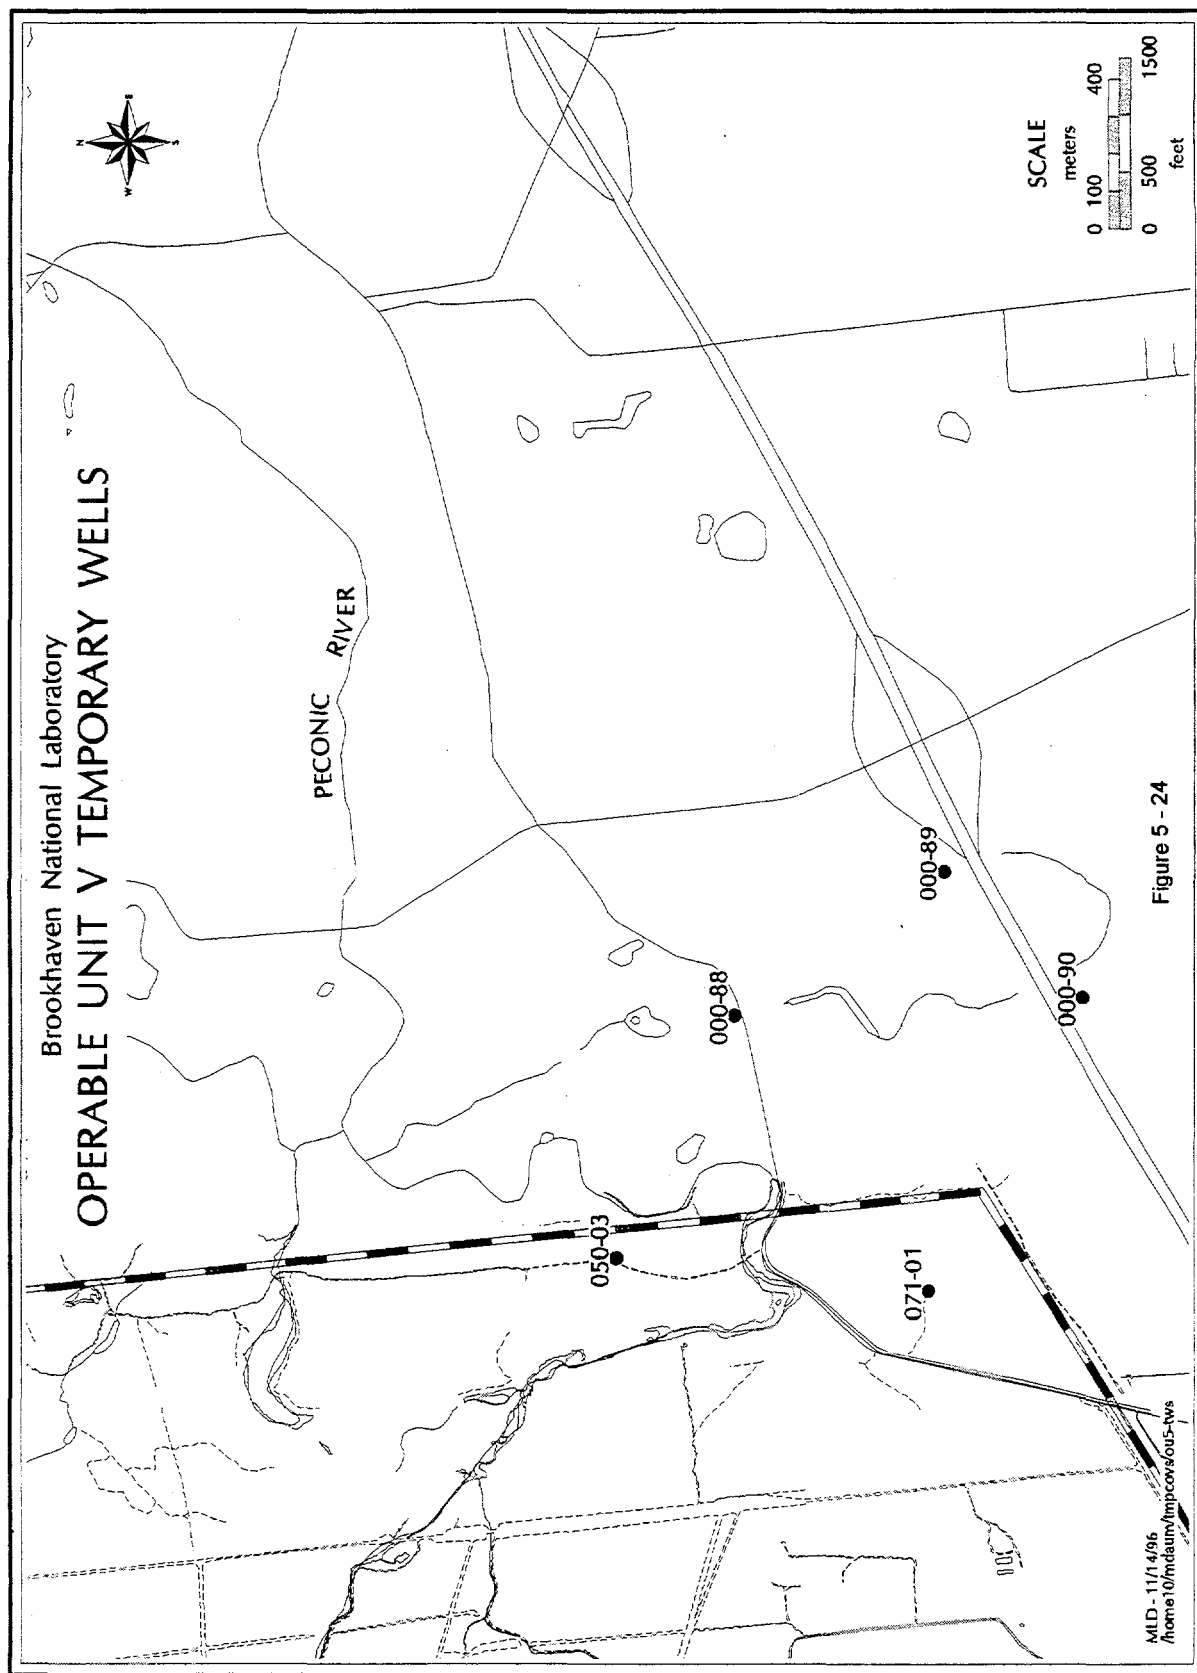 Brookhaven National Laboratory
OPERABLE UNIT V TEMPORARY WELLS
N
W
E
S
PECONIC RIVER
050-03
000-88
071-01
000-89
000-90
SCALE
meters
0 100 400
0 500 1500
feet
Figure 5 - 24
MLD - 11/14/96
/home10/mdaum/tmpcovs/ou5-tws